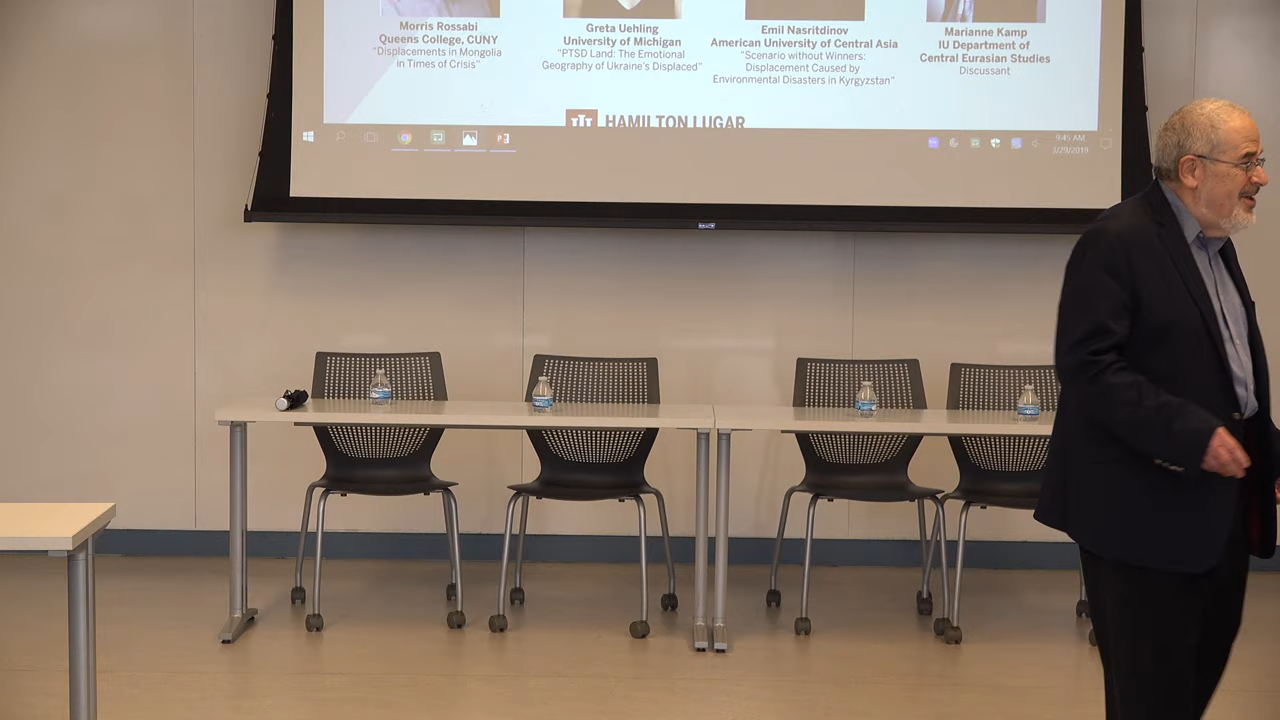 Morris Rossabi
Queens College, CUNY
“Displacements in Mongolia
in Times of Crisis”
Greta Uehling
University of Michigan
“PTSD Land: The Emotional
Geography of Ukraine’s Displaced”
Emil Nasritdinov
American University of Central Asia
“Scenario without Winners:
Displacement Caused by
Environmental Disasters in Kyrgyzstan”
Marianne Kamp
IU Department of
Central Eurasian Studies
Discussant
HAMILTON LUGAR
9:45 AM
3/29/2019